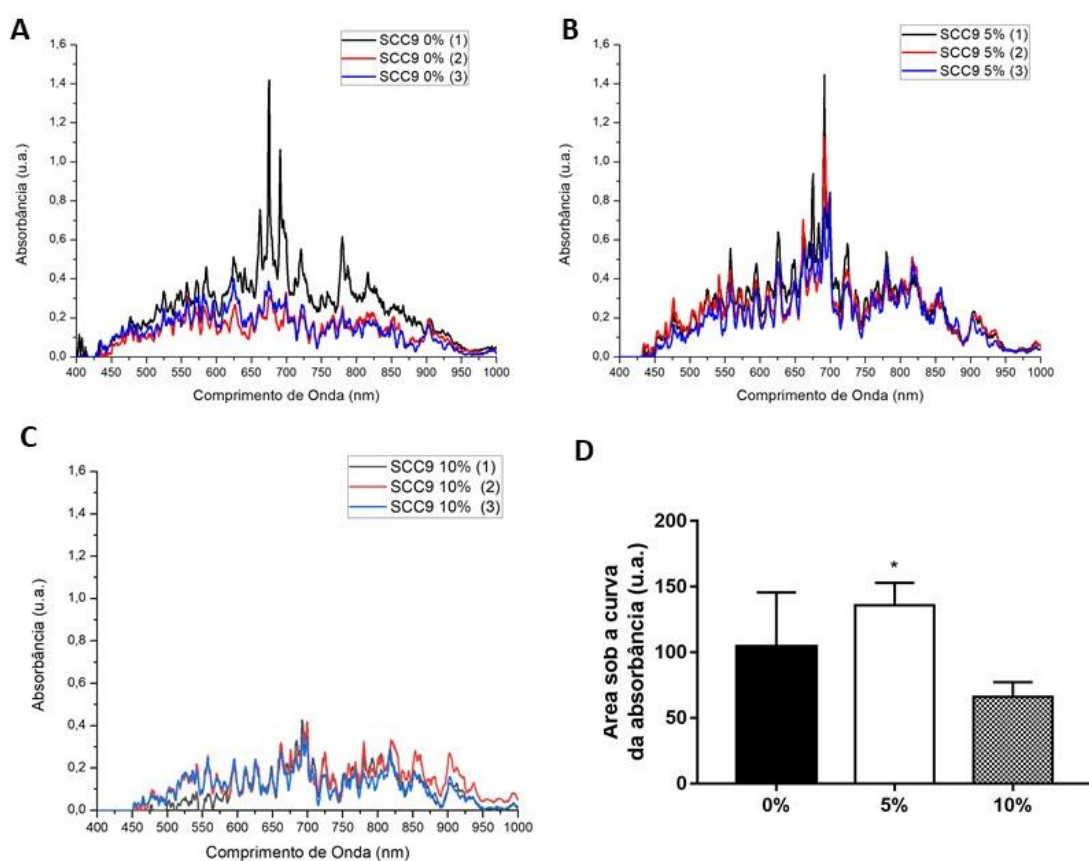 A
SCC9 0% (1)
SCC9 0% (2)
SCC9 0% (3)
1,6
1,4
1,2
1,0
0,8
0,6
0,4
0,2
0,0
Absorbância (u.a.)
400 450 500 550 600 650 700 750 800 850 900 950 1000
Comprimento de Onda (nm)
B
SCC9 5% (1)
SCC9 5% (2)
SCC9 5% (3)
1,6
1,4
1,2
1,0
0,8
0,6
0,4
0,2
0,0
Absorbância (u.a.)
400 450 500 550 600 650 700 750 800 850 900 950 1000
Comprimento de Onda (nm)
C
SCC9 10% (1)
SCC9 10% (2)
SCC9 10% (3)
1,6
1,4
1,2
1,0
0,8
0,6
0,4
0,2
0,0
Absorbância (u.a.)
400 450 500 550 600 650 700 750 800 850 900 950 1000
Comprimento de Onda (nm)
D
200
150
100
50
0
Area sob a curva
da absorbância (u.a.)
*
0% 5% 10%